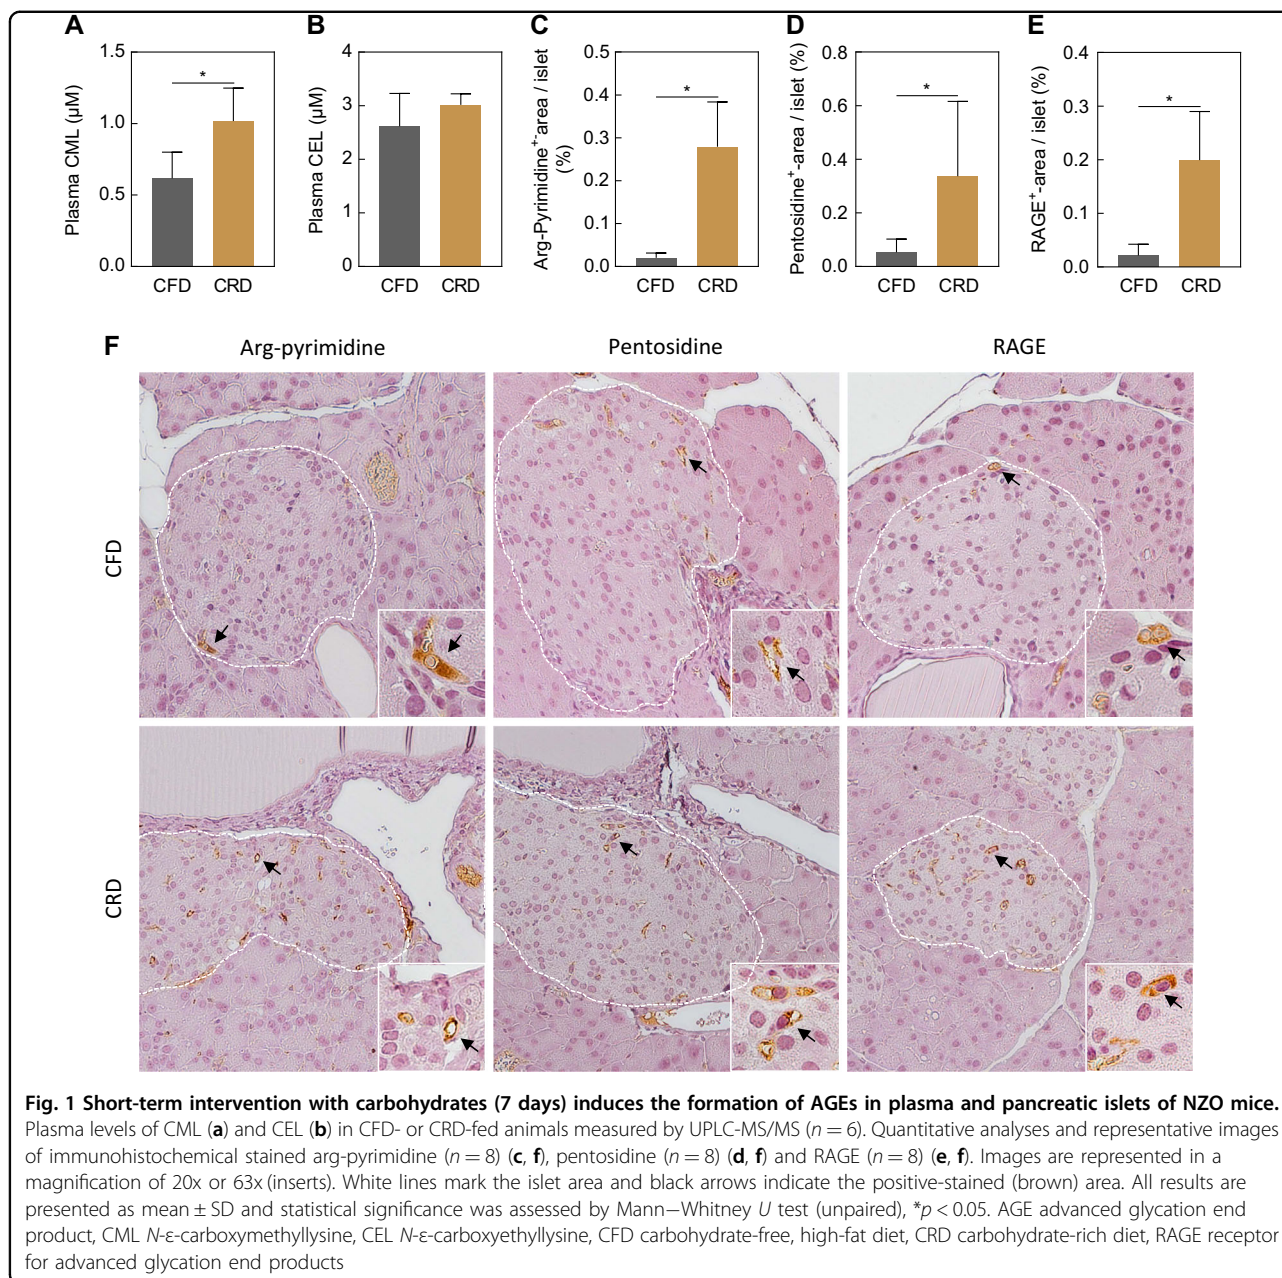 A
B
C
D
E
Plasma CML (µM)
1.5
1.0
0.5
0.0
*
CFD CRD
Plasma CEL (µM)
4
3
2
1
0
CFD CRD
Arg-Pyrimidine+-area / islet
(%)
0.5
0.4
0.3
0.2
0.1
0.0
*
CFD CRD
Pentosidine+-area / islet (%)
0.8
0.6
0.4
0.2
0.0
*
CFD CRD
RAGE+-area / islet (%)
0.4
0.3
0.2
0.1
0.0
*
CFD CRD
F
Arg-pyrimidine
Pentosidine
RAGE
CFD
CRD
Fig. 1 Short-term intervention with carbohydrates (7 days) induces the formation of AGEs in plasma and pancreatic islets of NZO mice.
Plasma levels of CML (a) and CEL (b) in CFD- or CRD-fed animals measured by UPLC-MS/MS (n = 6). Quantitative analyses and representative images
of immunohistochemical stained arg-pyrimidine (n = 8) (c, f), pentosidine (n = 8) (d, f) and RAGE (n = 8) (e, f). Images are represented in a
magnification of 20x or 63x (inserts). White lines mark the islet area and black arrows indicate the positive-stained (brown) area. All results are
presented as mean ± SD and statistical significance was assessed by Mann–Whitney U test (unpaired), *p < 0.05. AGE advanced glycation end
product, CML N-ε-carboxymethyllysine, CEL N-ε-carboxyethyllysine, CFD carbohydrate-free, high-fat diet, CRD carbohydrate-rich diet, RAGE receptor
for advanced glycation end products